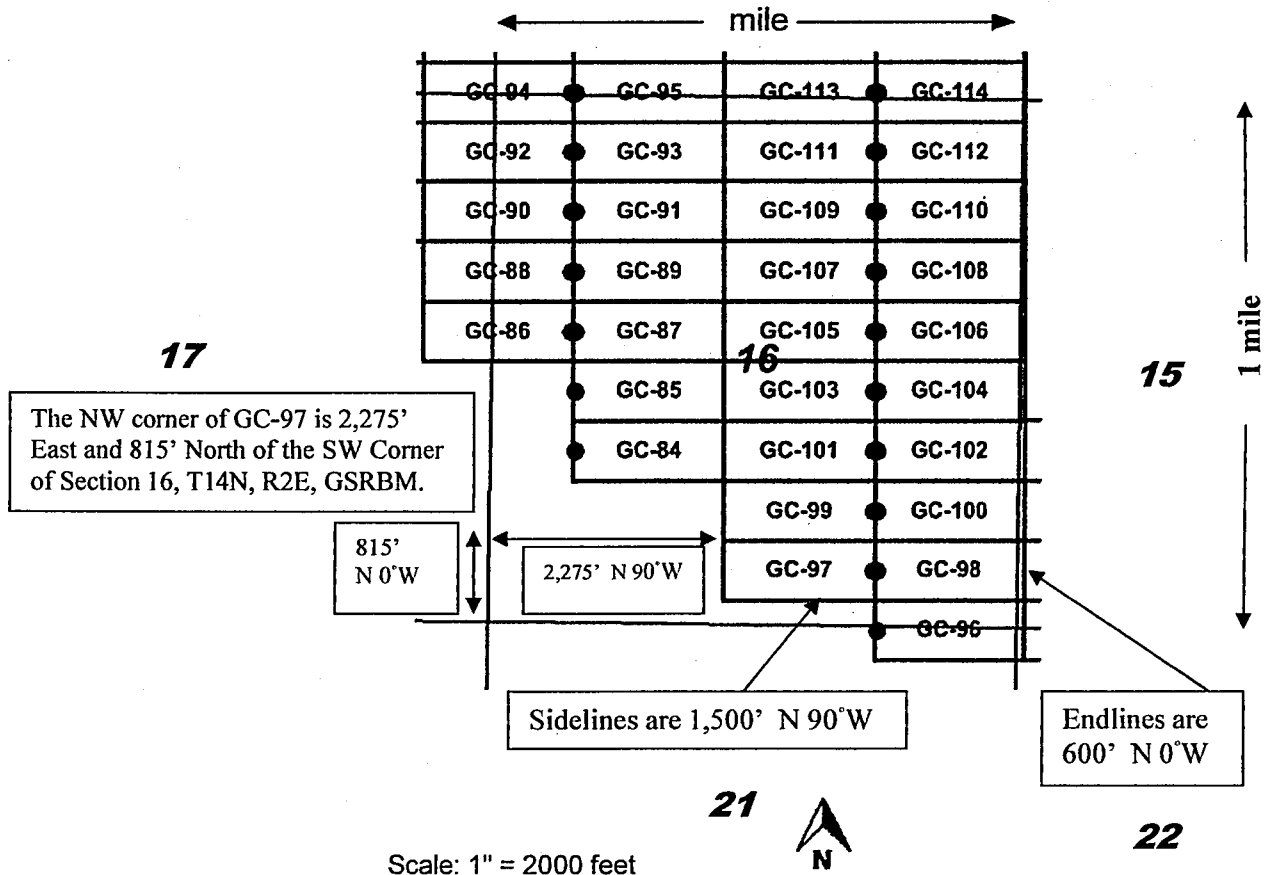 mile
GC-94 GC-95 GC-113 GC-114
GC-92 GC-93 GC-111 GC-112
GC-90 GC-91 GC-109 GC-110
GC-88 GC-89 GC-107 GC-108
GC-86 GC-87 GC-105 GC-106
17
16
15
1 mile
GC-85 GC-103 GC-104
The NW corner of GC-97 is 2,275'
East and 815' North of the SW Corner
of Section 16, T14N, R2E, GSRBM.
GC-84 GC-101 GC-102
GC-99 GC-100
815'
N 0°W
2,275' N 90°W
GC-97 GC-98
GC-96
Sidelines are 1,500' N 90°W
Endlines are
600' N 0°W
21
N
22
Scale: 1" = 2000 feet